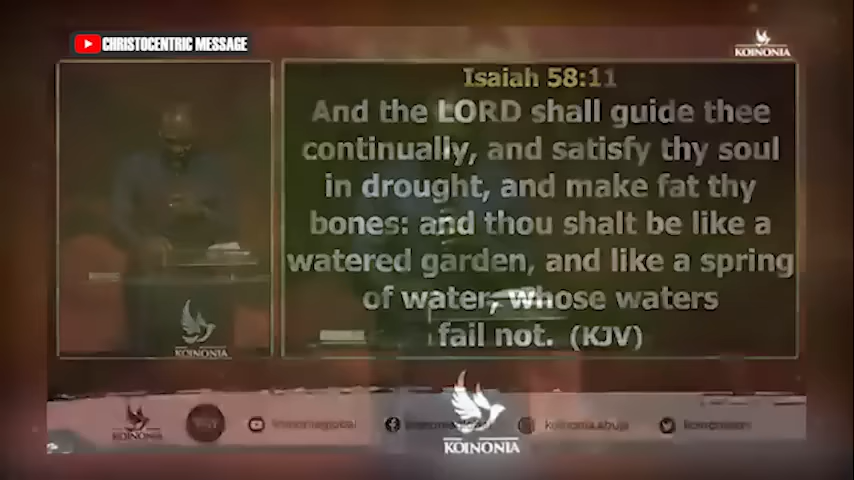 CHRISTOCENTRIC MESSAGE
KOINONIA
Isaiah 58:11
And the LORD shall guide thee
continually, and satisfy thy soul
in drought, and make fat thy
bones: and thou shalt be like a
watered garden, and like a spring
of water, whose waters
fail not. (KJV)
KOINONIA
KOINONIA
koinonia.abuja
KOINONIA